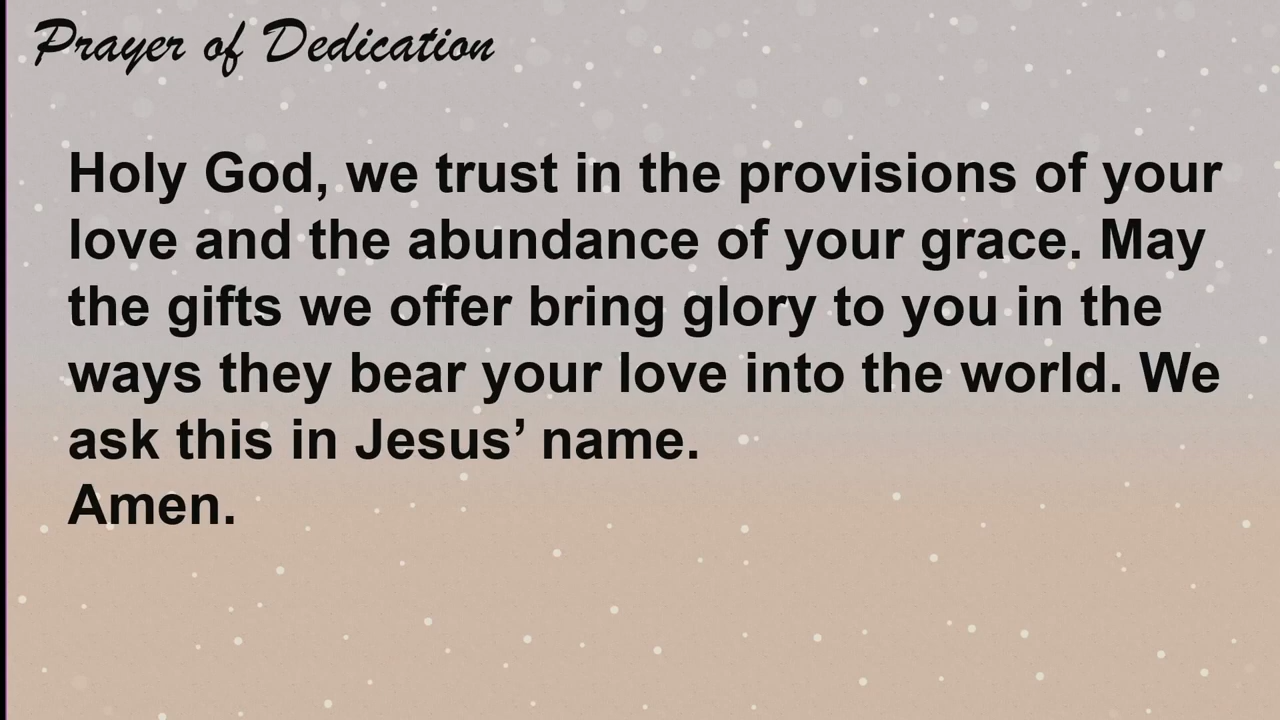 Prayer of Dedication
Holy God, we trust in the provisions of your
love and the abundance of your grace. May
the gifts we offer bring glory to you in the
ways they bear your love into the world. We
ask this in Jesus’ name.
Amen.